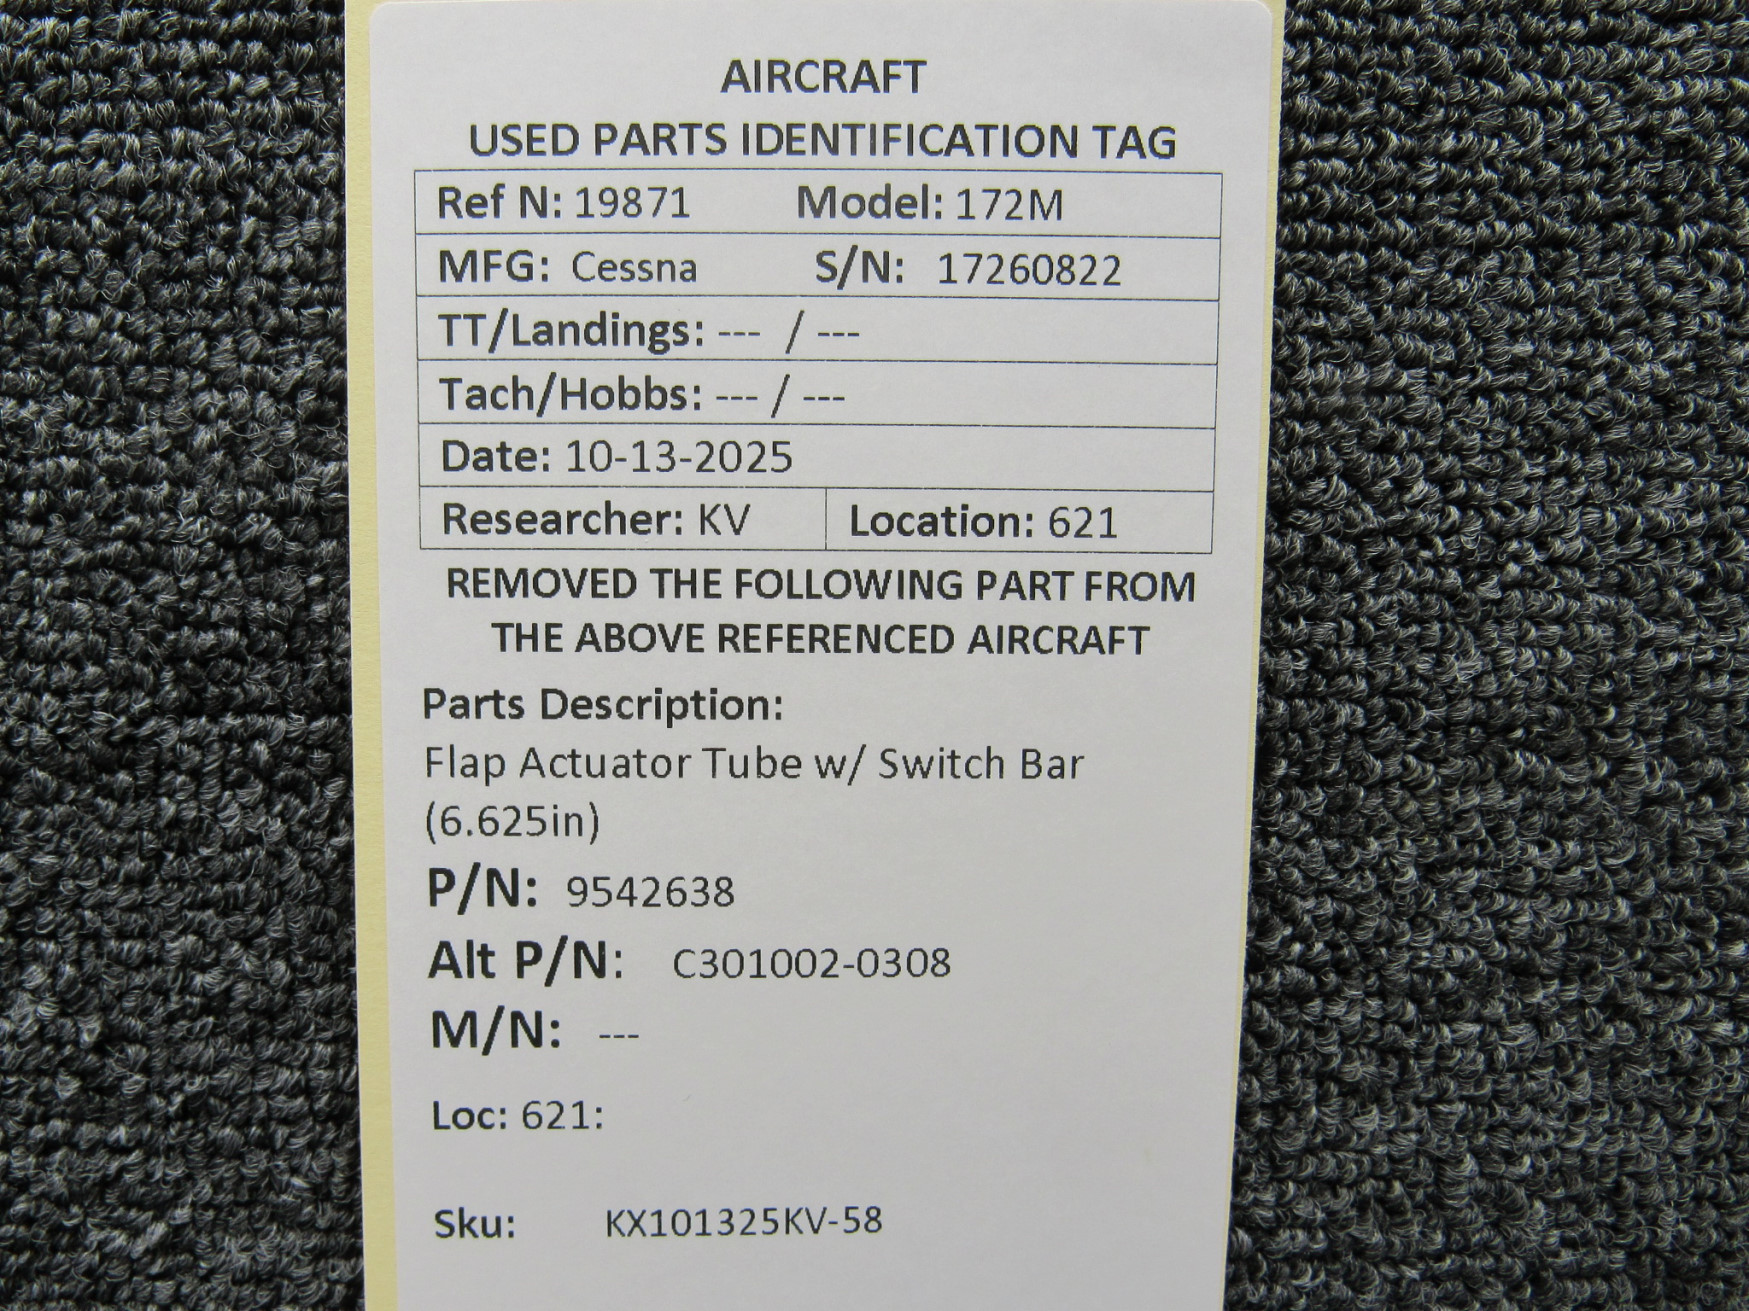 AIRCRAFT
USED PARTS IDENTIFICATION TAG
Ref N: 19871 Model: 172M
MFG: Cessna S/N: 17260822
TT/Landings: --- / ---
Tach/Hobbs: --- / ---
Date: 10-13-2025
Researcher: KV Location: 621
REMOVED THE FOLLOWING PART FROM
THE ABOVE REFERENCED AIRCRAFT
Parts Description:
Flap Actuator Tube w/ Switch Bar
(6.625in)
P/N: 9542638
Alt P/N: C301002-0308
M/N: ---
Loc: 621:
Sku: KX101325KV-58